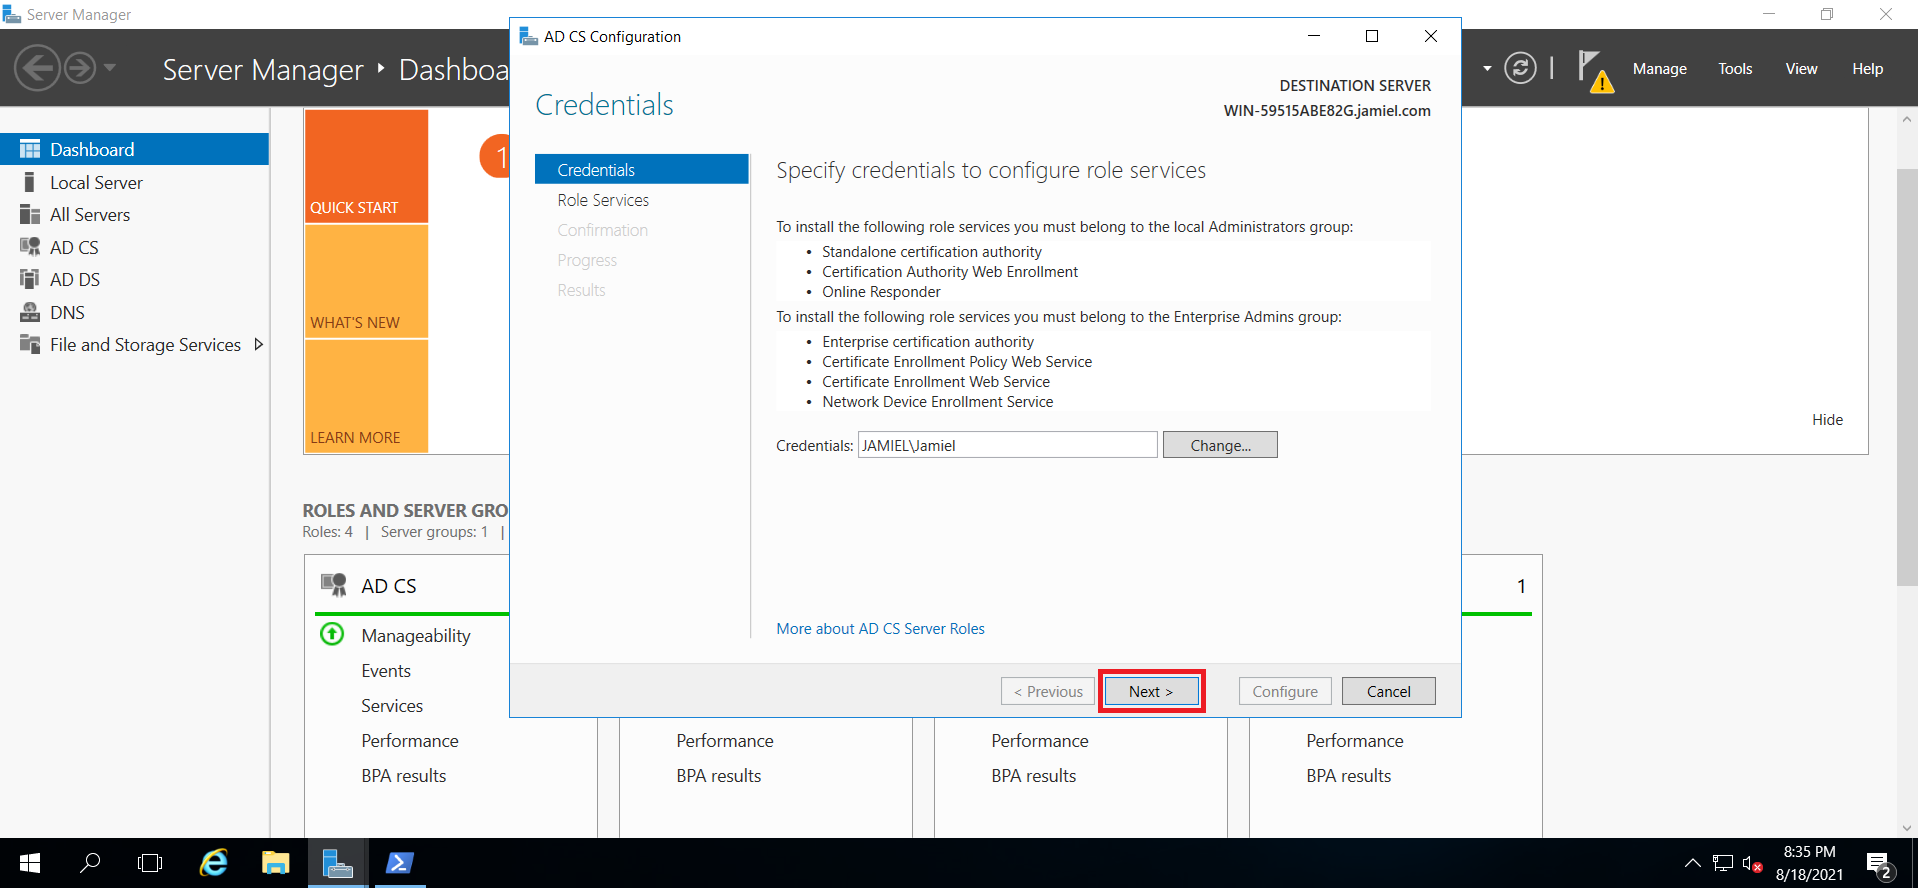 Server Manager
Server Manager Dashboa
Manage Tools View Help
Dashboard
Local Server
All Servers
AD CS
AD DS
DNS
File and Storage Services
QUICK START
WHAT'S NEW
LEARN MORE
1
Hide
ROLES AND SERVER GRO
Roles: 4 | Server groups: 1 |
AD CS
Manageability
Events
Services
Performance
BPA results
Performance
BPA results
Performance
BPA results
1
Performance
BPA results
AD CS Configuration
Credentials
DESTINATION SERVER
WIN-59515ABE82G.jamiel.com
Credentials
Role Services
Confirmation
Progress
Results
Specify credentials to configure role services
To install the following role services you must belong to the local Administrators group:
• Standalone certification authority
• Certification Authority Web Enrollment
• Online Responder
To install the following role services you must belong to the Enterprise Admins group:
• Enterprise certification authority
• Certificate Enrollment Policy Web Service
• Certificate Enrollment Web Service
• Network Device Enrollment Service
Credentials: JAMIEL\Jamiel Change...
More about AD CS Server Roles
< Previous Next > Configure Cancel
8:35 PM
8/18/2021
2